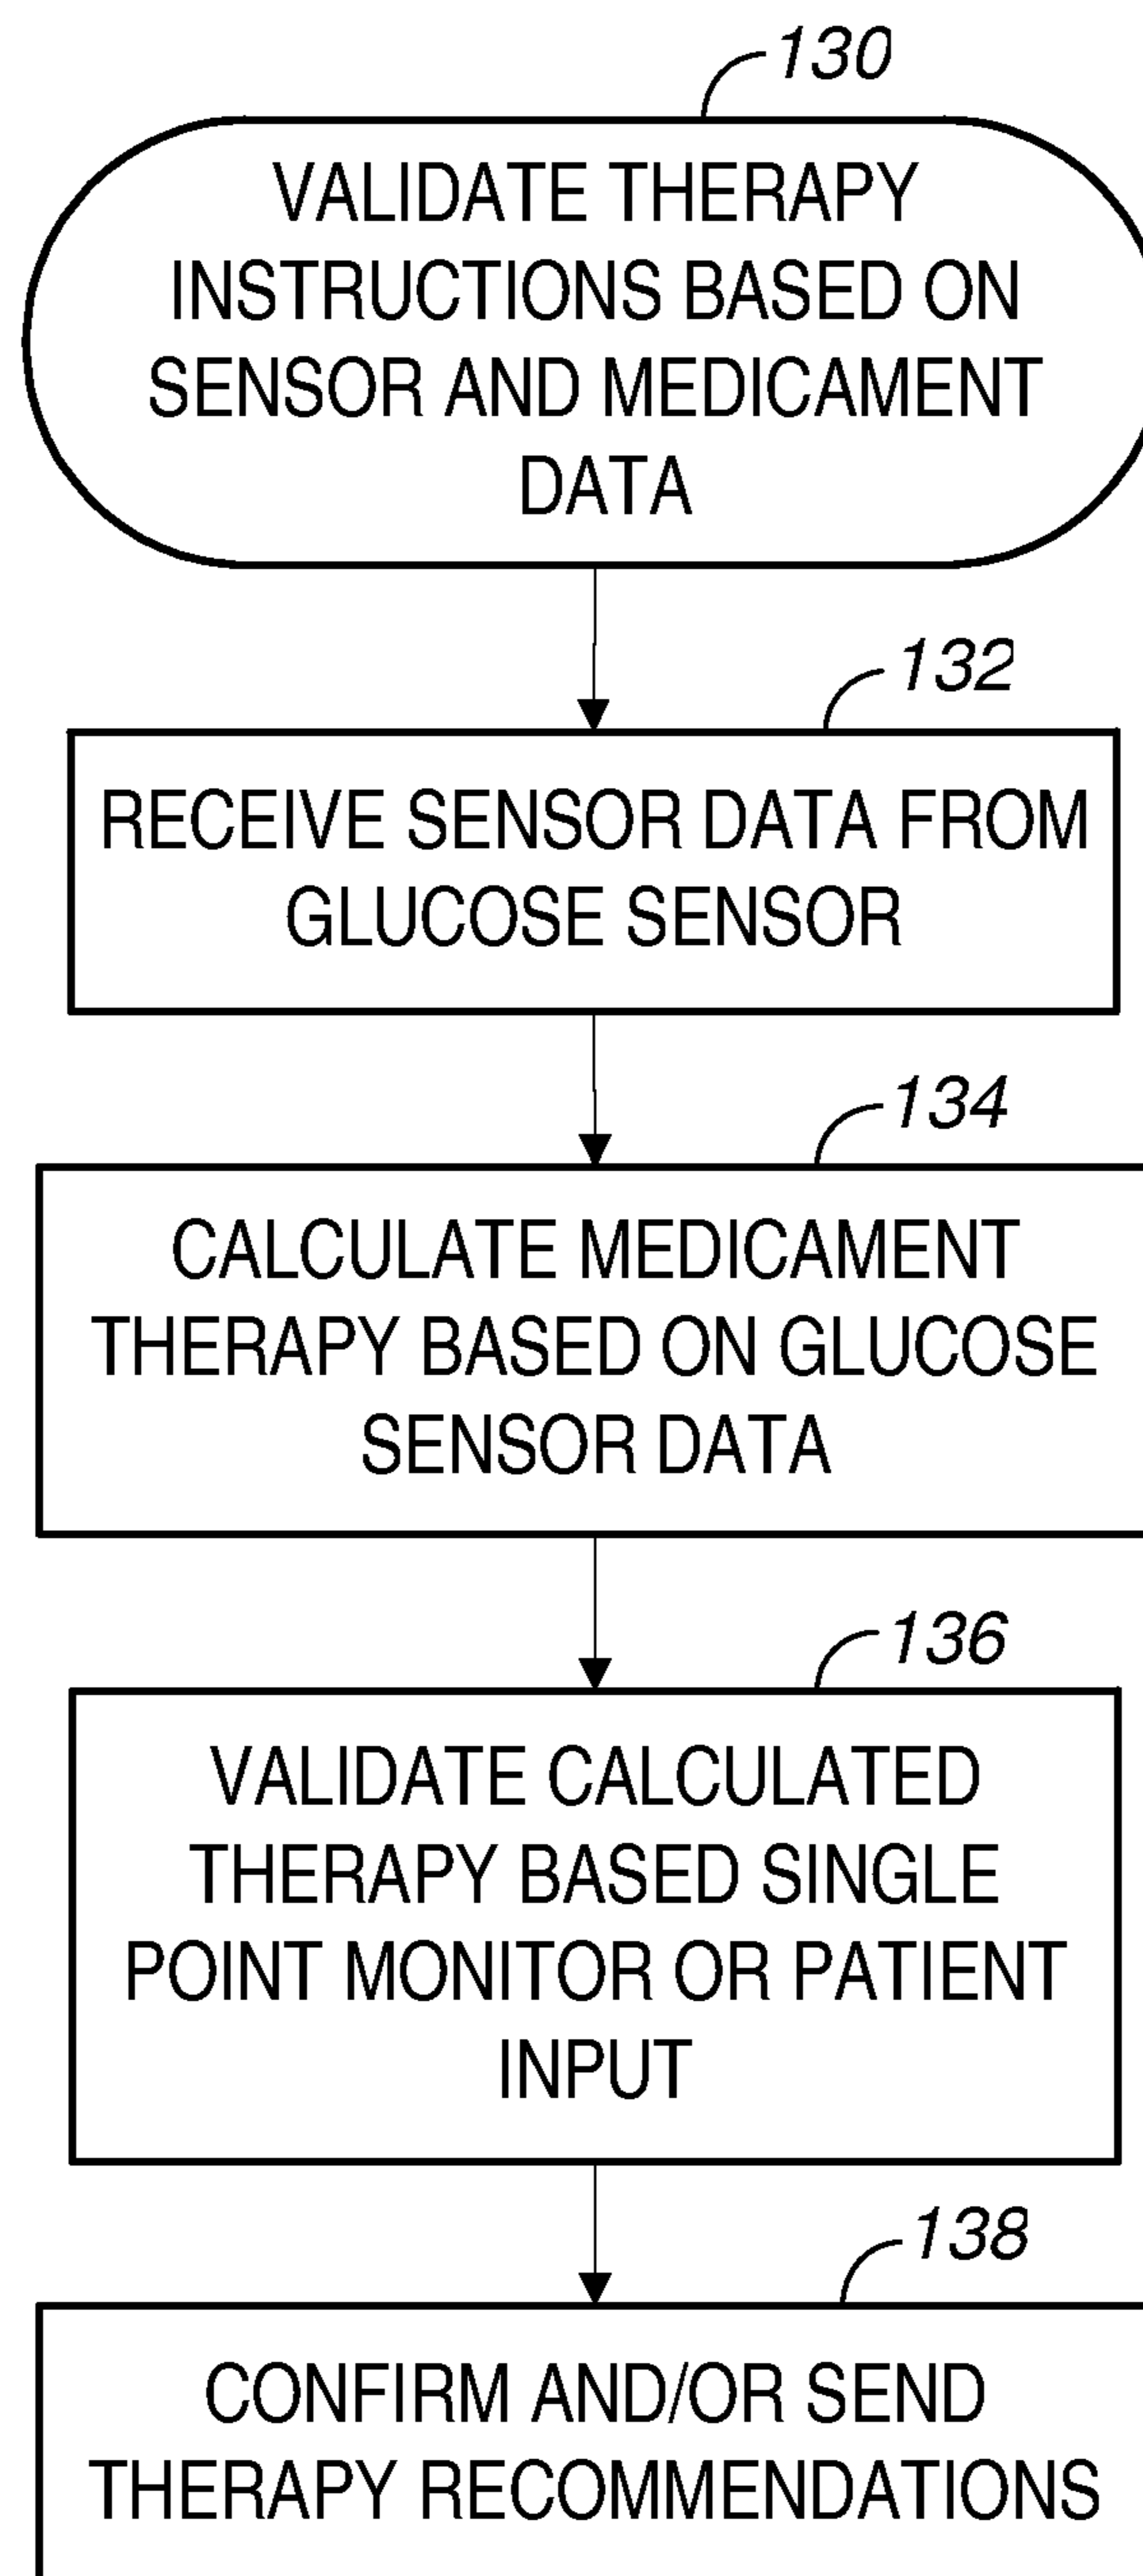 130
VALIDATE THERAPY
INSTRUCTIONS BASED ON
SENSOR AND MEDICAMENT
DATA
132
RECEIVE SENSOR DATA FROM
GLUCOSE SENSOR
134
CALCULATE MEDICAMENT
THERAPY BASED ON GLUCOSE
SENSOR DATA
136
VALIDATE CALCULATED
THERAPY BASED SINGLE
POINT MONITOR OR PATIENT
INPUT
138
CONFIRM AND/OR SEND
THERAPY RECOMMENDATIONS